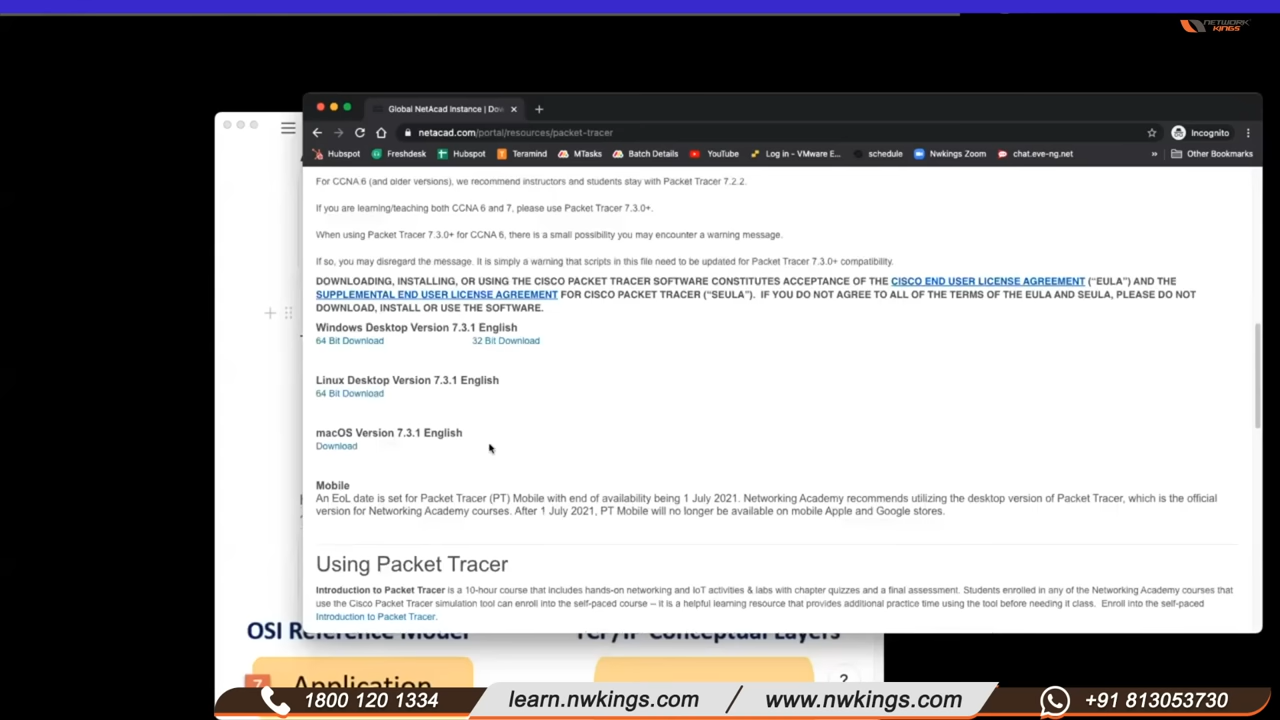 NETWORK
KINGS
Global NetAcad Instance | Dov
netacad.com/portal/resources/packet-tracer
Incognito
Hubspot Freshdesk Hubspot Teramind MTasks Batch Details YouTube Log in - VMware E... schedule Nwkings Zoom chat.eve-ng.net » Other Bookmarks
For CCNA 6 (and older versions), we recommend instructors and students stay with Packet Tracer 7.2.2.
If you are learning/teaching both CCNA 6 and 7, please use Packet Tracer 7.3.0+.
When using Packet Tracer 7.3.0+ for CCNA 6, there is a small possibility you may encounter a warning message.
If so, you may disregard the message. It is simply a warning that scripts in this file need to be updated for Packet Tracer 7.3.0+ compatibility.
DOWNLOADING, INSTALLING, OR USING THE CISCO PACKET TRACER SOFTWARE CONSTITUTES ACCEPTANCE OF THE CISCO END USER LICENSE AGREEMENT (“EULA”) AND THE
SUPPLEMENTAL END USER LICENSE AGREEMENT FOR CISCO PACKET TRACER (“SEULA”). IF YOU DO NOT AGREE TO ALL OF THE TERMS OF THE EULA AND SEULA, PLEASE DO NOT
DOWNLOAD, INSTALL OR USE THE SOFTWARE.
Windows Desktop Version 7.3.1 English
64 Bit Download 32 Bit Download
Linux Desktop Version 7.3.1 English
64 Bit Download
macOS Version 7.3.1 English
Download
Mobile
An EoL date is set for Packet Tracer (PT) Mobile with end of availability being 1 July 2021. Networking Academy recommends utilizing the desktop version of Packet Tracer, which is the official
version for Networking Academy courses. After 1 July 2021, PT Mobile will no longer be available on mobile Apple and Google stores.
Using Packet Tracer
Introduction to Packet Tracer is a 10-hour course that includes hands-on networking and IoT activities & labs with chapter quizzes and a final assessment. Students enrolled in any of the Networking Academy courses that
use the Cisco Packet Tracer simulation tool can enroll into the self-paced course – it is a helpful learning resource that provides additional practice time using the tool before needing it class. Enroll into the self-paced
Introduction to Packet Tracer.
OSI Reference Model TCP/IP Conceptual Layers
7 Application ?
1800 120 1334 learn.nwkings.com / www.nwkings.com +91 813053730